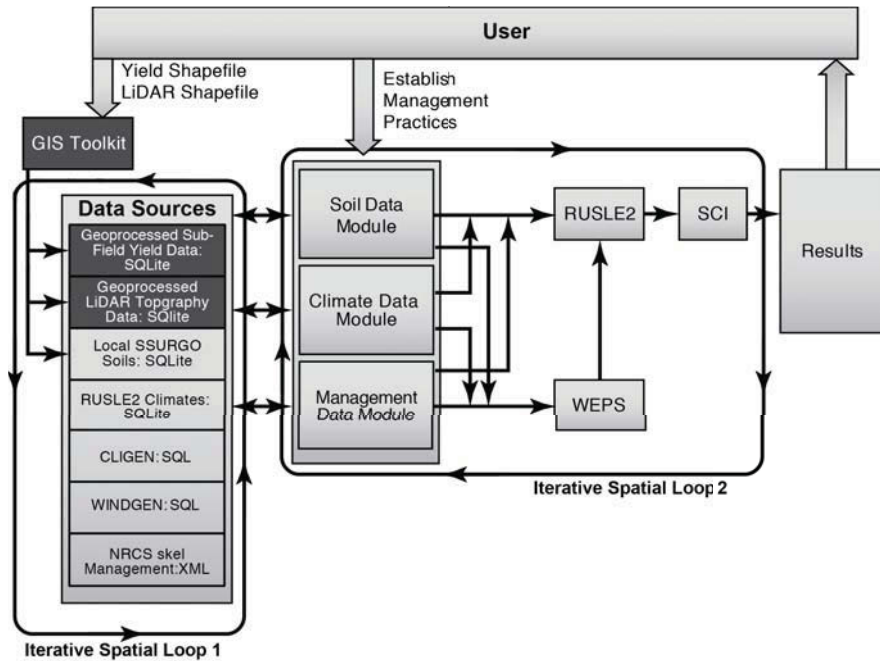 User
Yield Shapefile
LiDAR Shapefile
Establish
Management
Practices
GIS Toolkit
Data Sources
Geoprocessed Sub-
Field Yield Data:
SQLite
Geoprocessed
LiDAR Topography
Data: SQlite
Local SSURGO
Soils: SQLite
RUSLE2 Climates:
SQLite
CLIGEN: SQL
WINDGEN: SQL
NRCS skel
Management:XML
Iterative Spatial Loop 1
Soil Data
Module
Climate Data
Module
Management
Data Module
RUSLE2
SCI
WEPS
Iterative Spatial Loop 2
Results